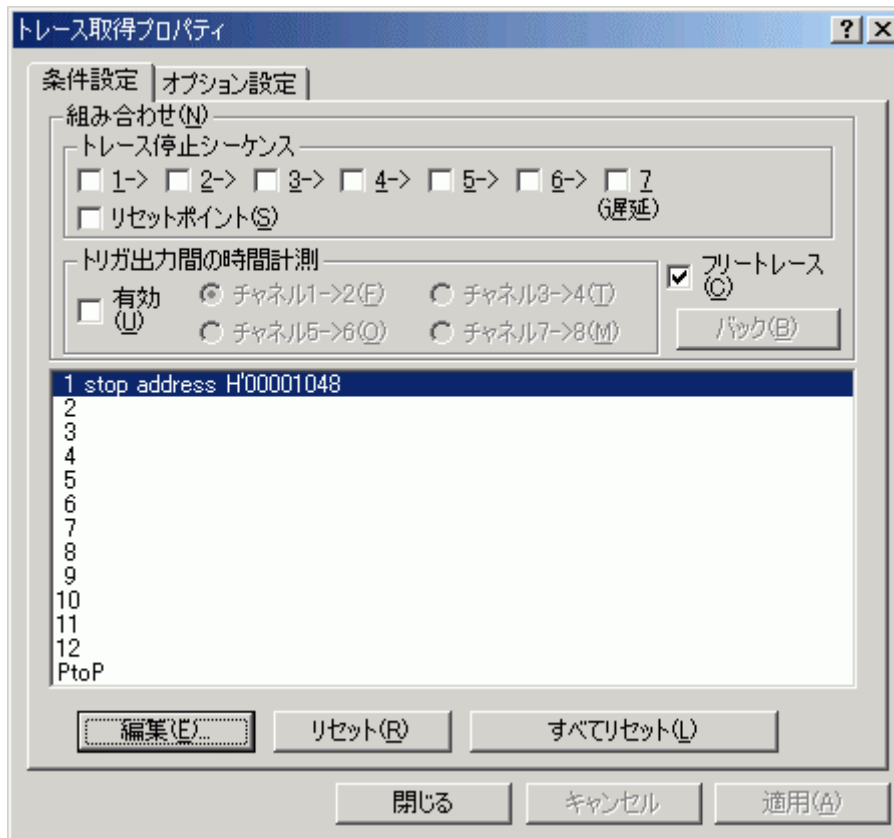 トレース取得プロパティ
条件設定 オプション設定
組み合わせ(N)
トレース停止シーケンス
1-> 2-> 3-> 4-> 5-> 6-> 7
(遅延)
リセットポイント(S)
トリガ出力間の時間計測
有効(U)
チャネル1->2(F) チャネル3->4(T)
チャネル5->6(O) チャネル7->8(M)
フリートレース
(C)
バック(B)
1 stop address H'00001048
2
3
4
5
6
7
8
9
10
11
12
PtoP
編集(E)... リセット(R) すべてリセット(L)
閉じる キャンセル 適用(A)